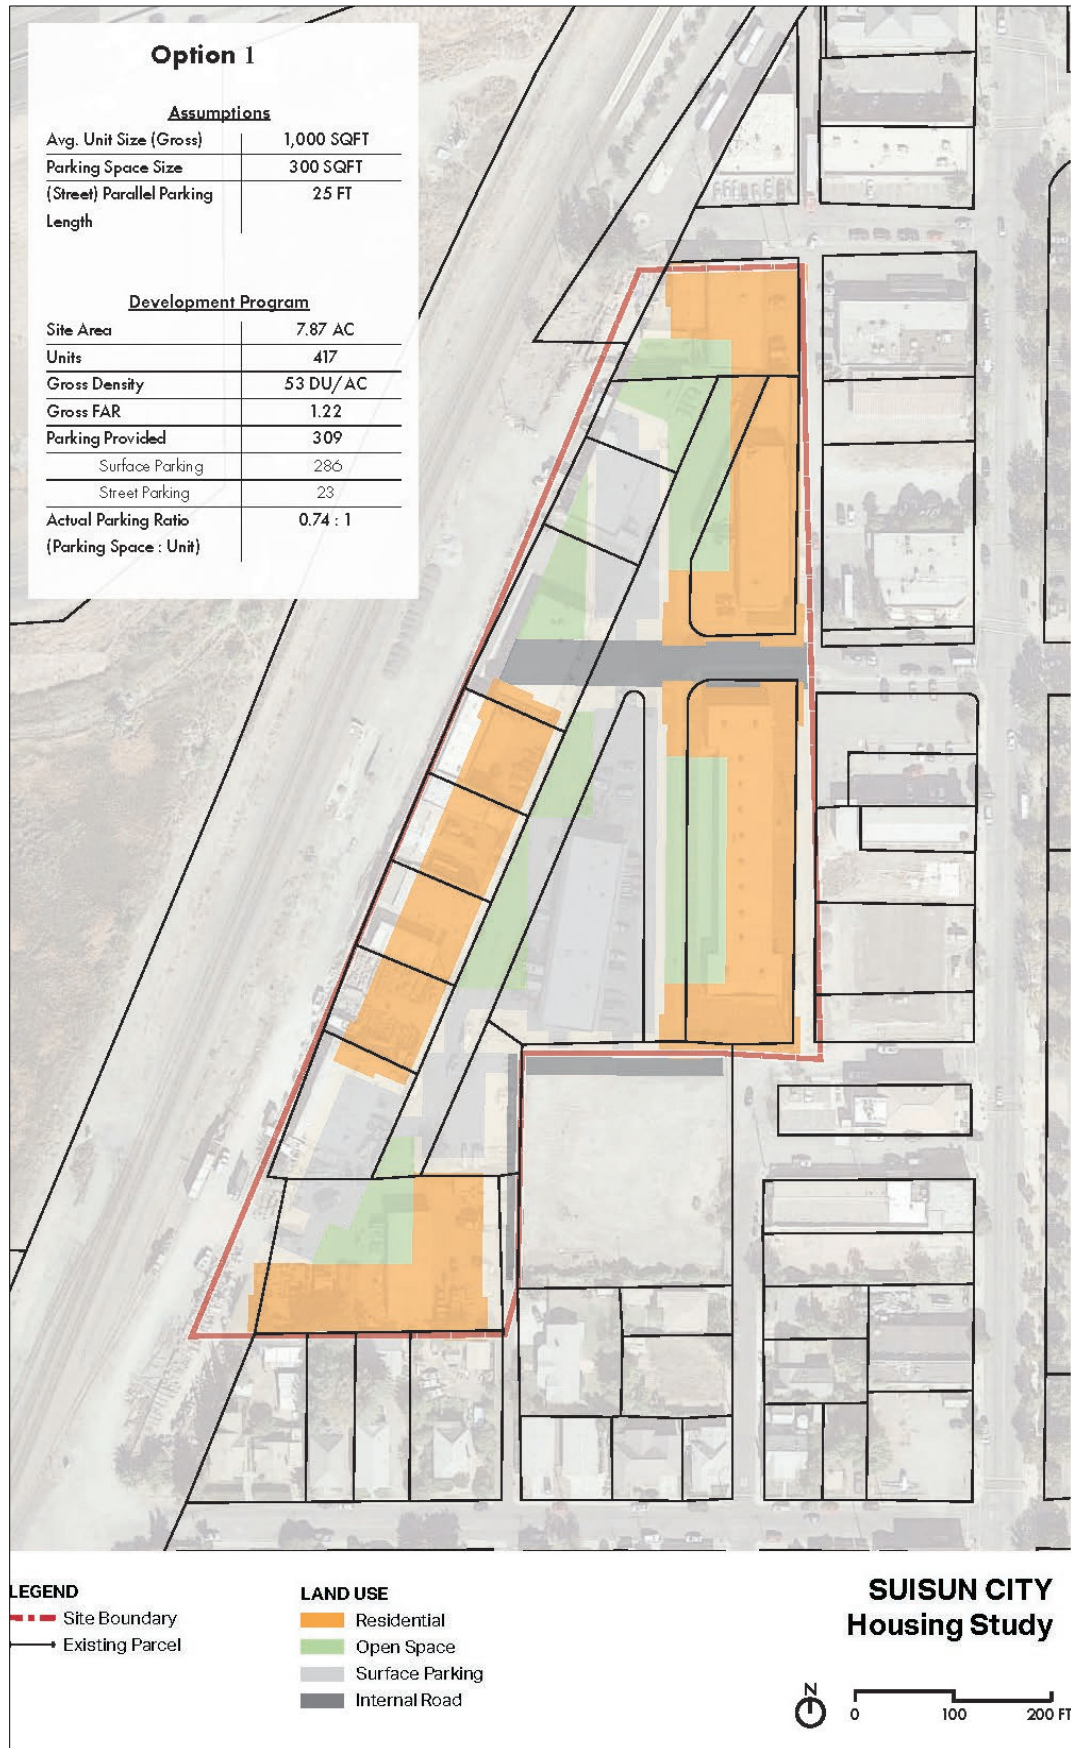 Option 1
Assumptions
Avg. Unit Size (Gross) 1,000 SQFT
Parking Space Size 300 SQFT
(Street) Parallel Parking 25 FT
Length
Development Program
Site Area 7.87 AC
Units 417
Gross Density 53 DU/AC
Gross FAR 1.22
Parking Provided 309
Surface Parking 286
Street Parking 23
Actual Parking Ratio 0.74 : 1
(Parking Space : Unit)
LEGEND
Site Boundary
Existing Parcel
LAND USE
Residential
Open Space
Surface Parking
Internal Road
SUISUN CITY
Housing Study
N
0 100 200 FT